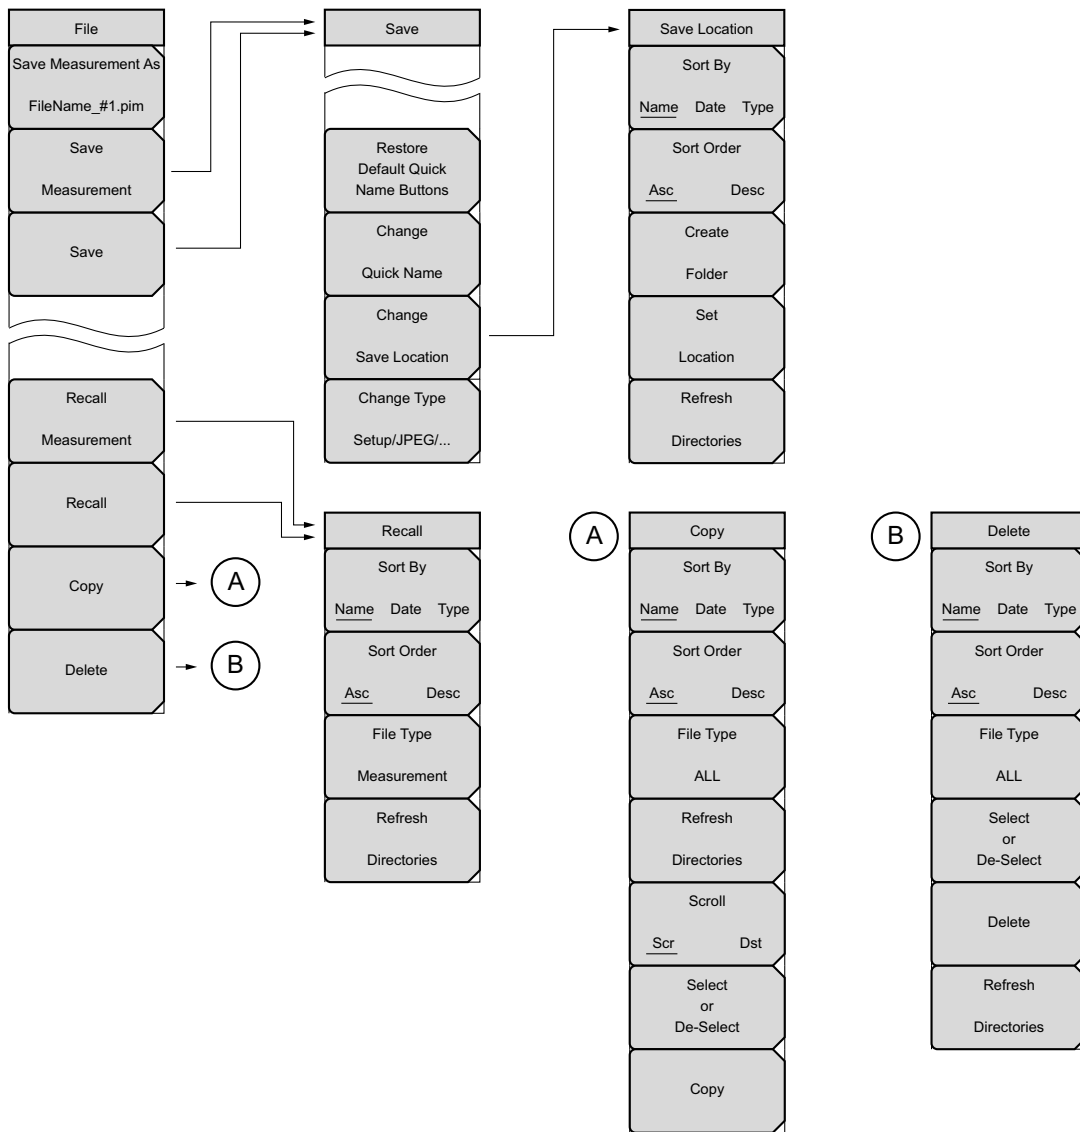 File
Save Measurement As
FileName_#1.pim
Save
Measurement
Save
Recall
Measurement
Recall
Copy
A
Delete
B
Save
Restore
Default Quick
Name Buttons
Change
Quick Name
Change
Save Location
Change Type
Setup/JPEG/...
Save Location
Sort By
Name Date Type
Sort Order
Asc Desc
Create
Folder
Set
Location
Refresh
Directories
Recall
Sort By
Name Date Type
Sort Order
Asc Desc
File Type
Measurement
Refresh
Directories
A
Copy
Sort By
Name Date Type
Sort Order
Asc Desc
File Type
ALL
Refresh
Directories
Scroll
Scr Dst
Select
or
De-Select
Copy
B
Delete
Sort By
Name Date Type
Sort Order
Asc Desc
File Type
ALL
Select
or
De-Select
Delete
Refresh
Directories